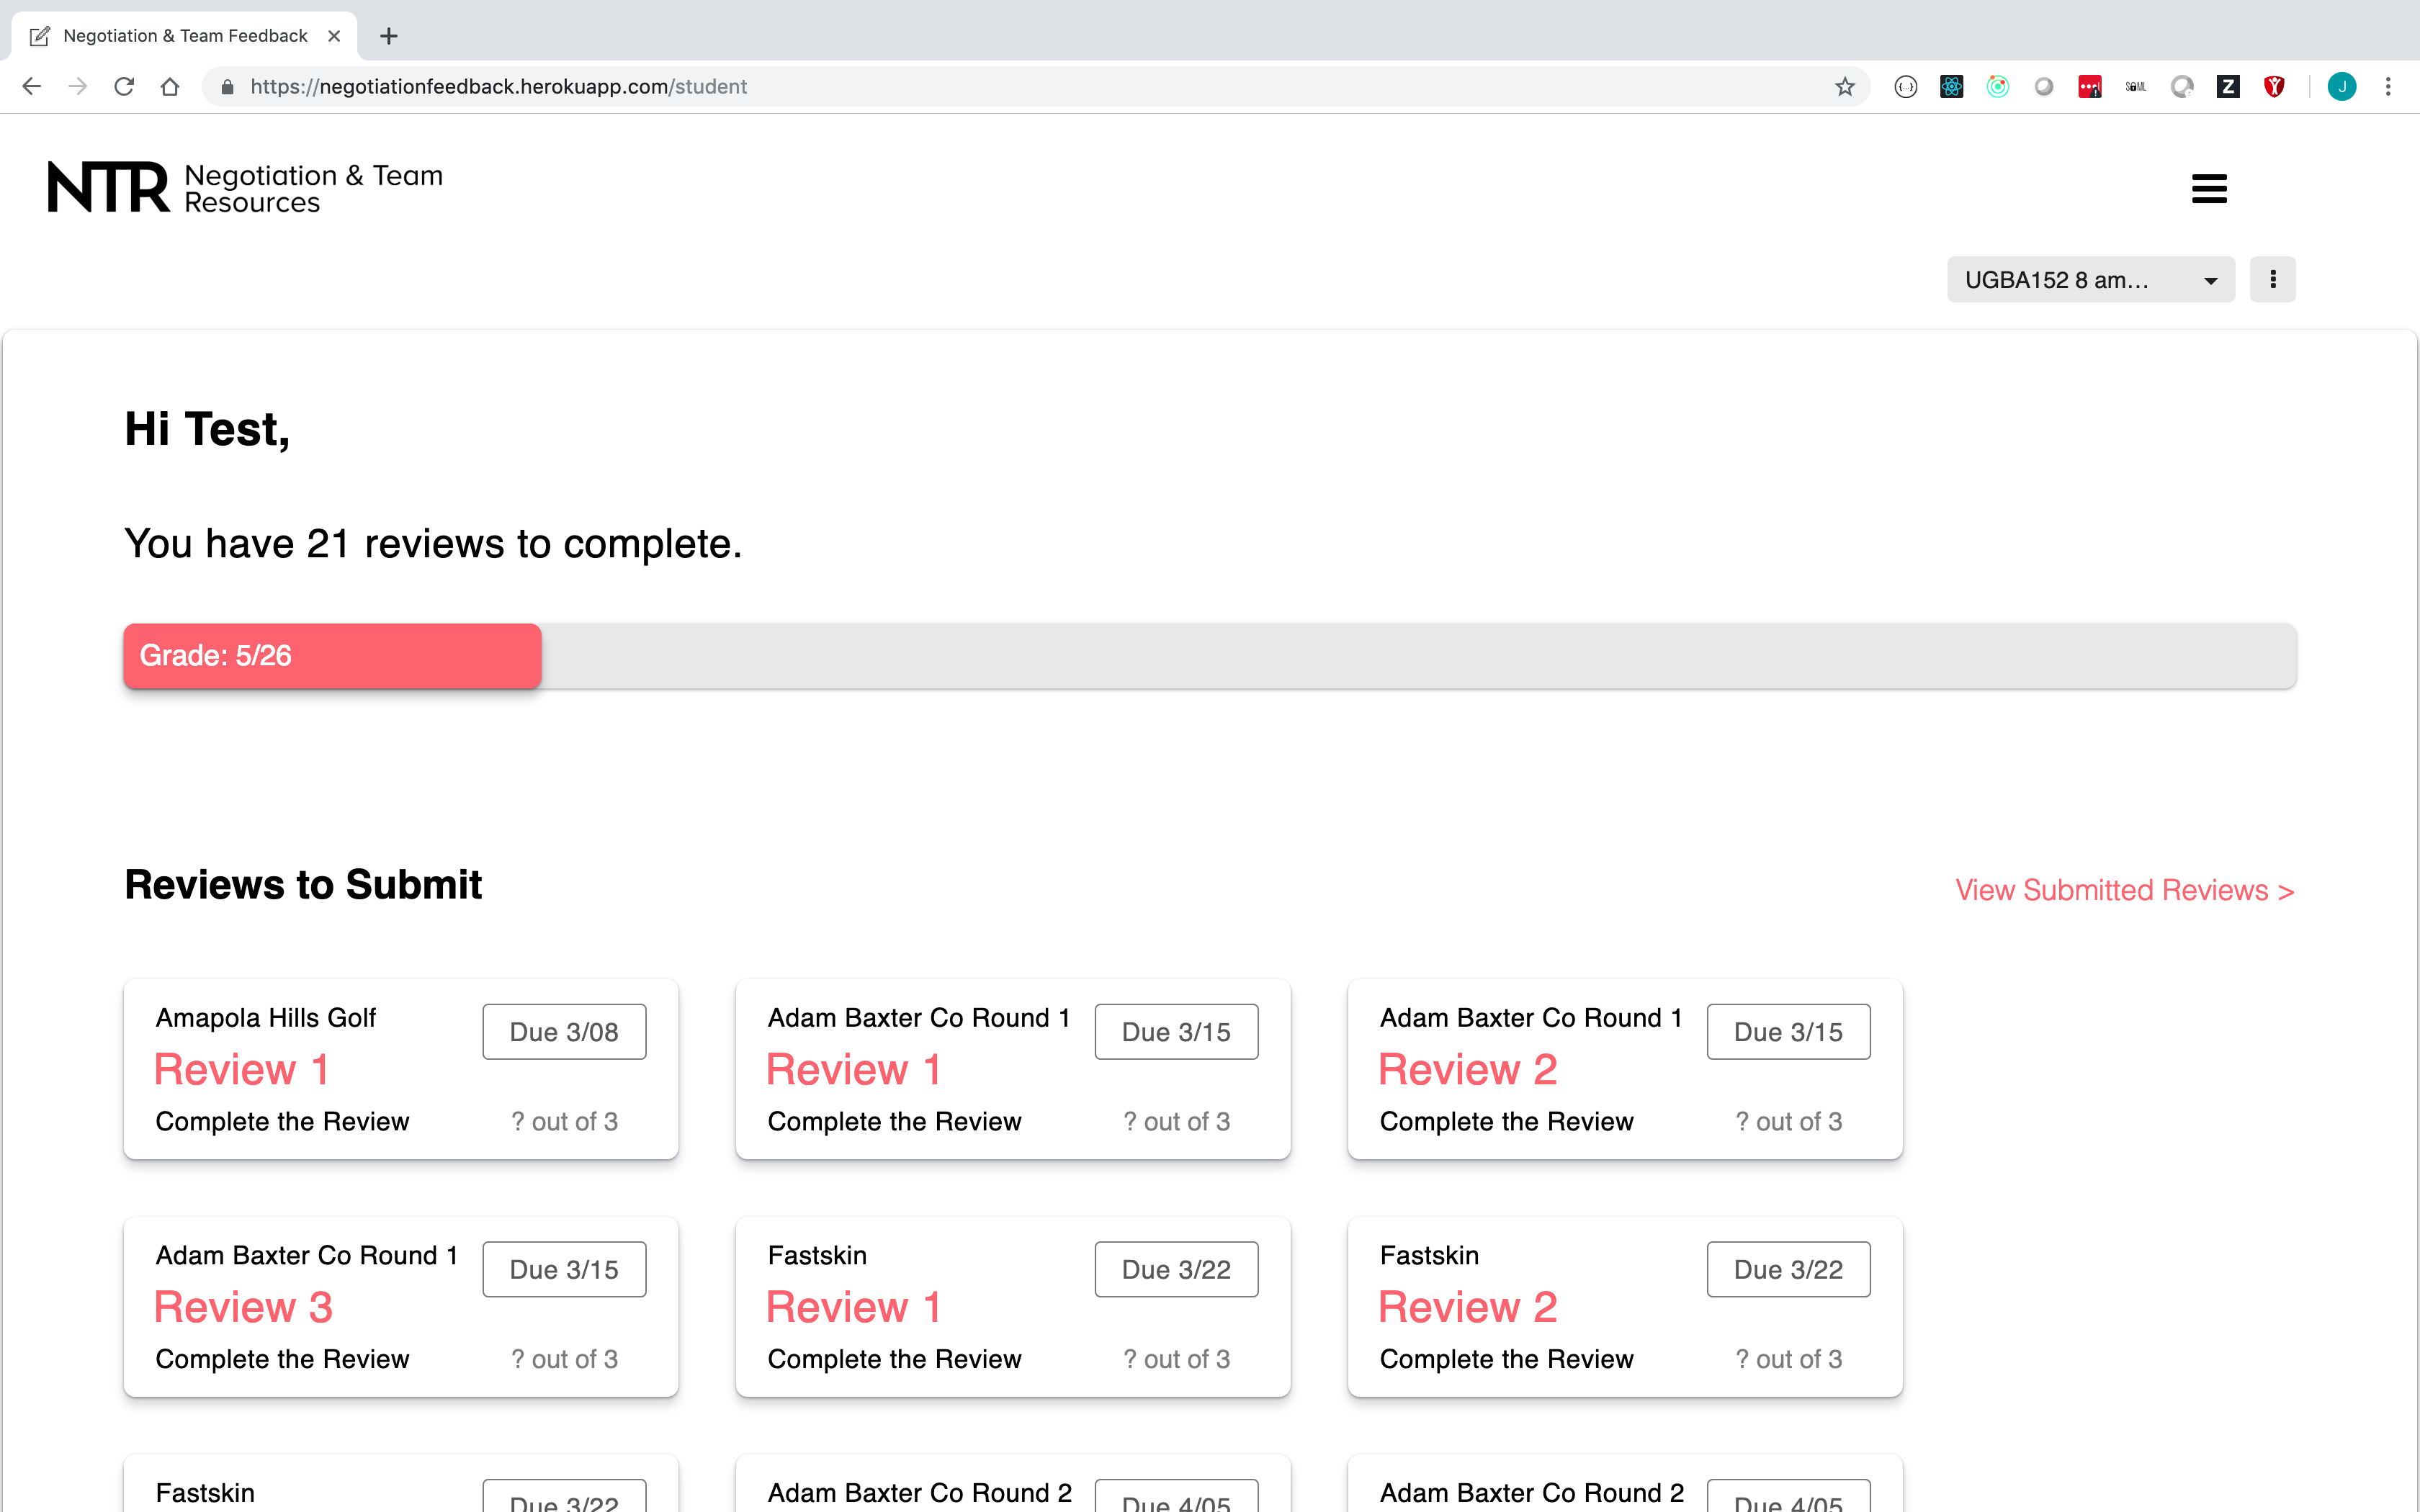 Negotiation & Team Feedback
https://negotiationfeedback.herokuapp.com/student
SAML
Z
J
NTR Negotiation & Team
Resources
UGBA152 8 am...
Hi Test,
You have 21 reviews to complete.
Grade: 5/26
Reviews to Submit
View Submitted Reviews >
Amapola Hills Golf
Due 3/08
Review 1
Complete the Review
? out of 3
Adam Baxter Co Round 1
Due 3/15
Review 1
Complete the Review
? out of 3
Adam Baxter Co Round 1
Due 3/15
Review 2
Complete the Review
? out of 3
Adam Baxter Co Round 1
Due 3/15
Review 3
Complete the Review
? out of 3
Fastskin
Due 3/22
Review 1
Complete the Review
? out of 3
Fastskin
Due 3/22
Review 2
Complete the Review
? out of 3
Fastskin
Due 3/22
Adam Baxter Co Round 2
Due 4/05
Adam Baxter Co Round 2
Due 4/05